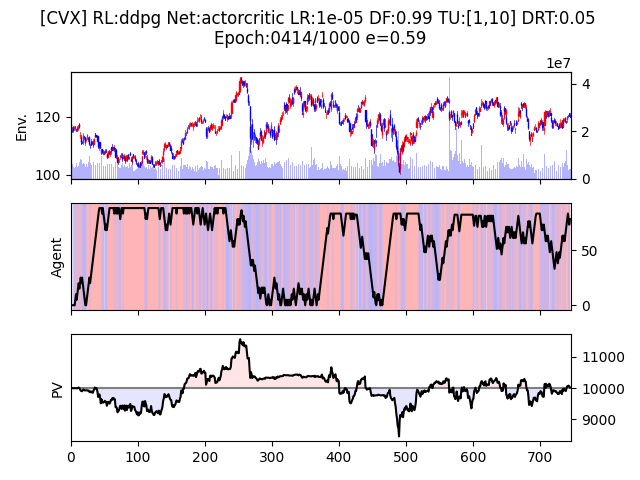 [CVX] RL:ddpg Net:actorcritic LR:1e-05 DF:0.99 TU:[1,10] DRT:0.05
Epoch:0414/1000 e=0.59
1e7
Env.
120
100
4
2
0
Agent
50
0
PV
11000
10000
9000
0 100 200 300 400 500 600 700